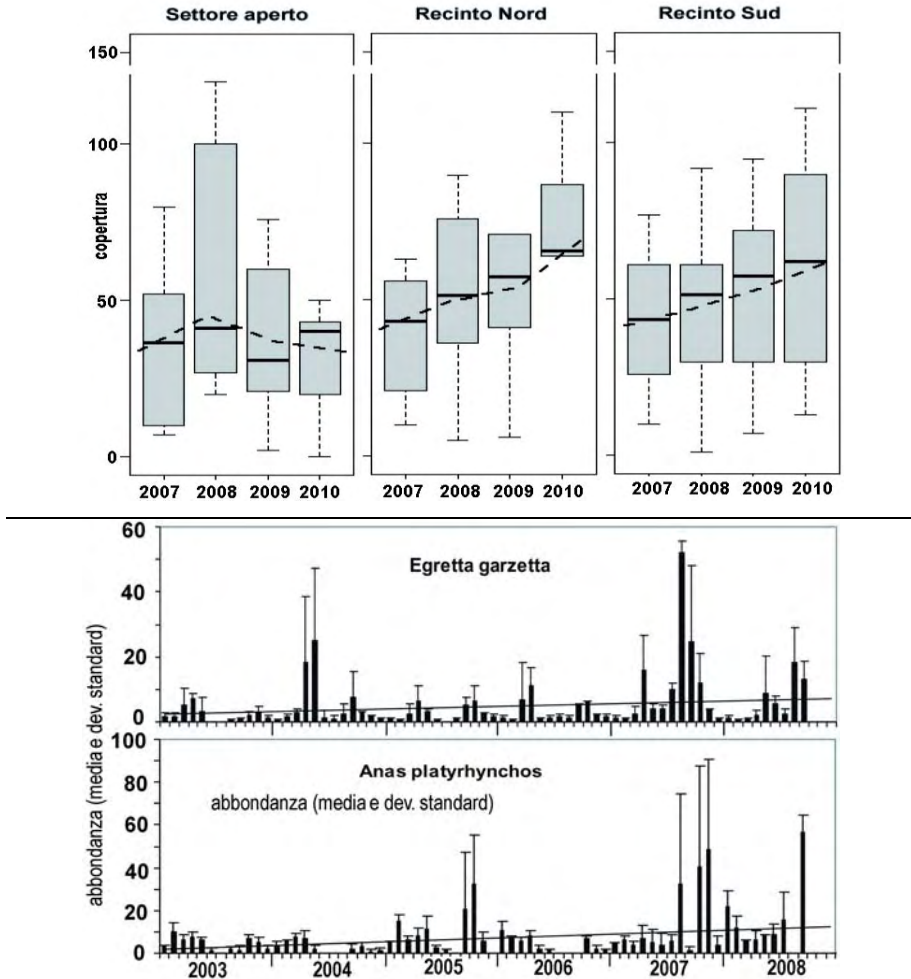 Settore aperto Recinto Nord Recinto Sud
copertura
150
100
50
0
2007 2008 2009 2010 2007 2008 2009 2010 2007 2008 2009 2010
abbondanza (media e dev. standard)
Egretta garzetta
60
40
20
0
Anas platyrhynchos
abbondanza (media e dev. standard)
100
80
60
40
20
0
2003 2004 2005 2006 2007 2008